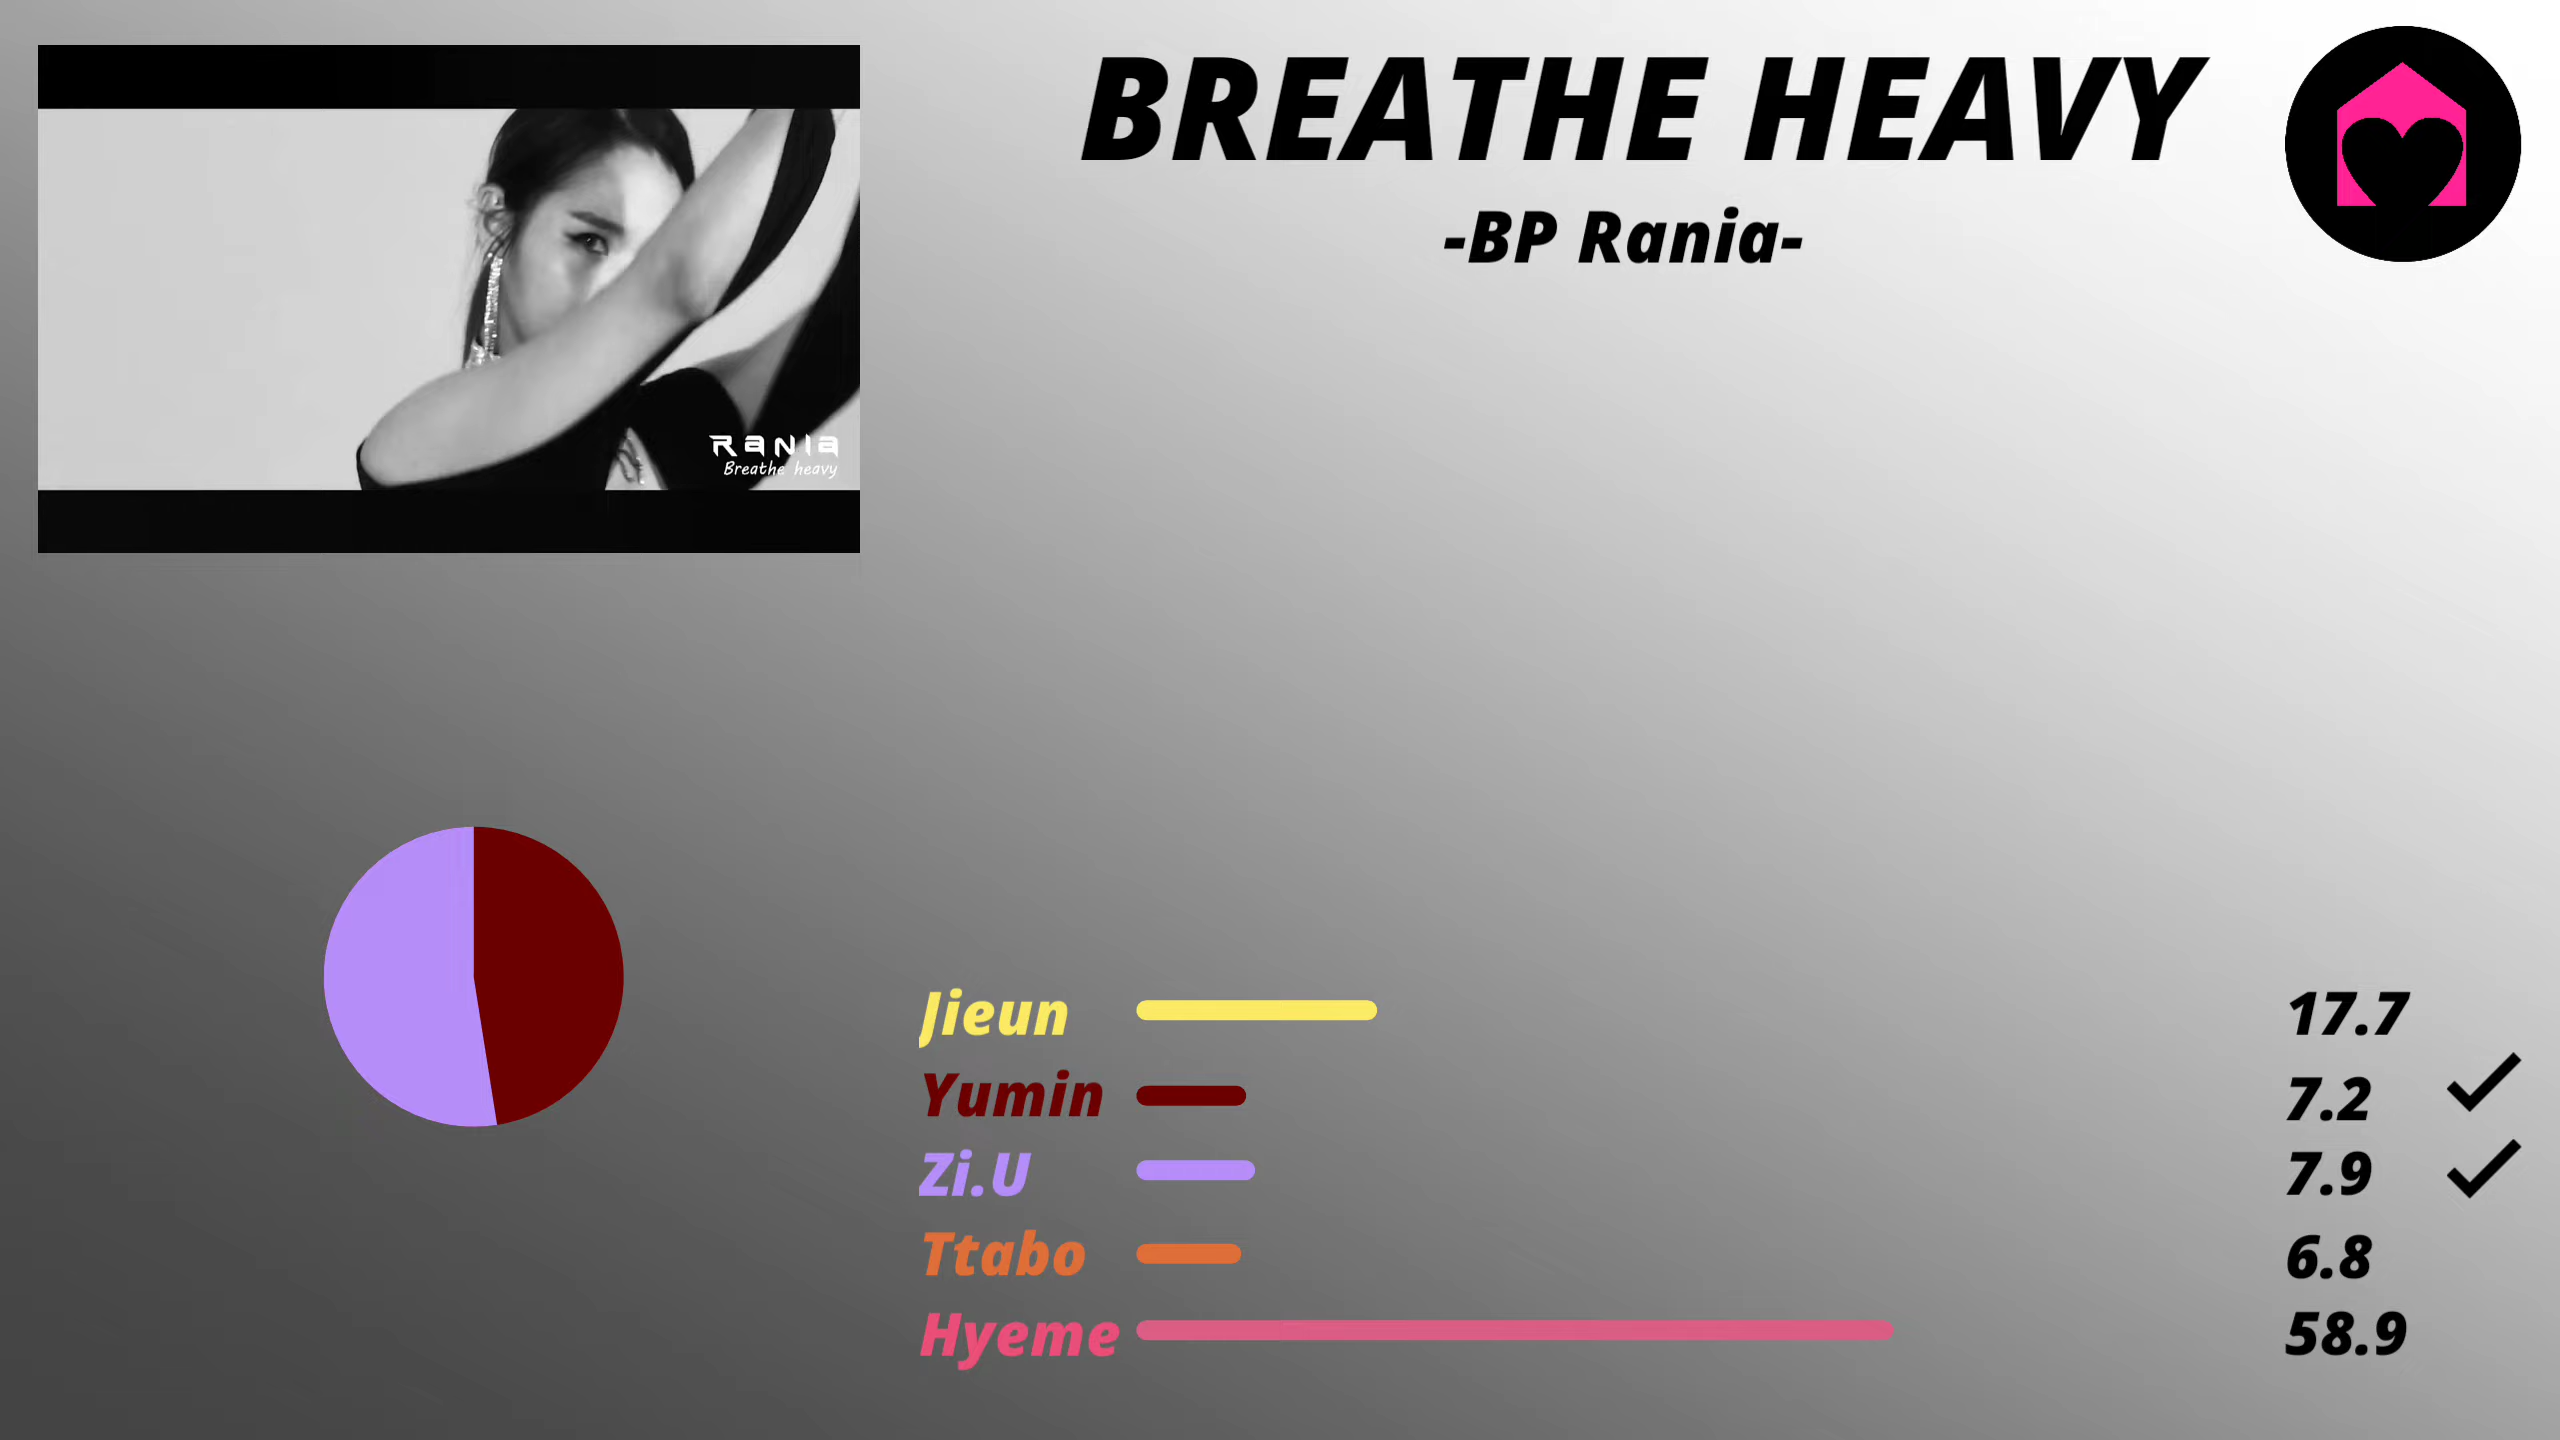 BREATHE HEAVY
-BP Rania-
RaNIa
Breathe heavy
Jieun 17.7
Yumin 7.2
Zi.U 7.9
Ttabo 6.8
Hyeme 58.9